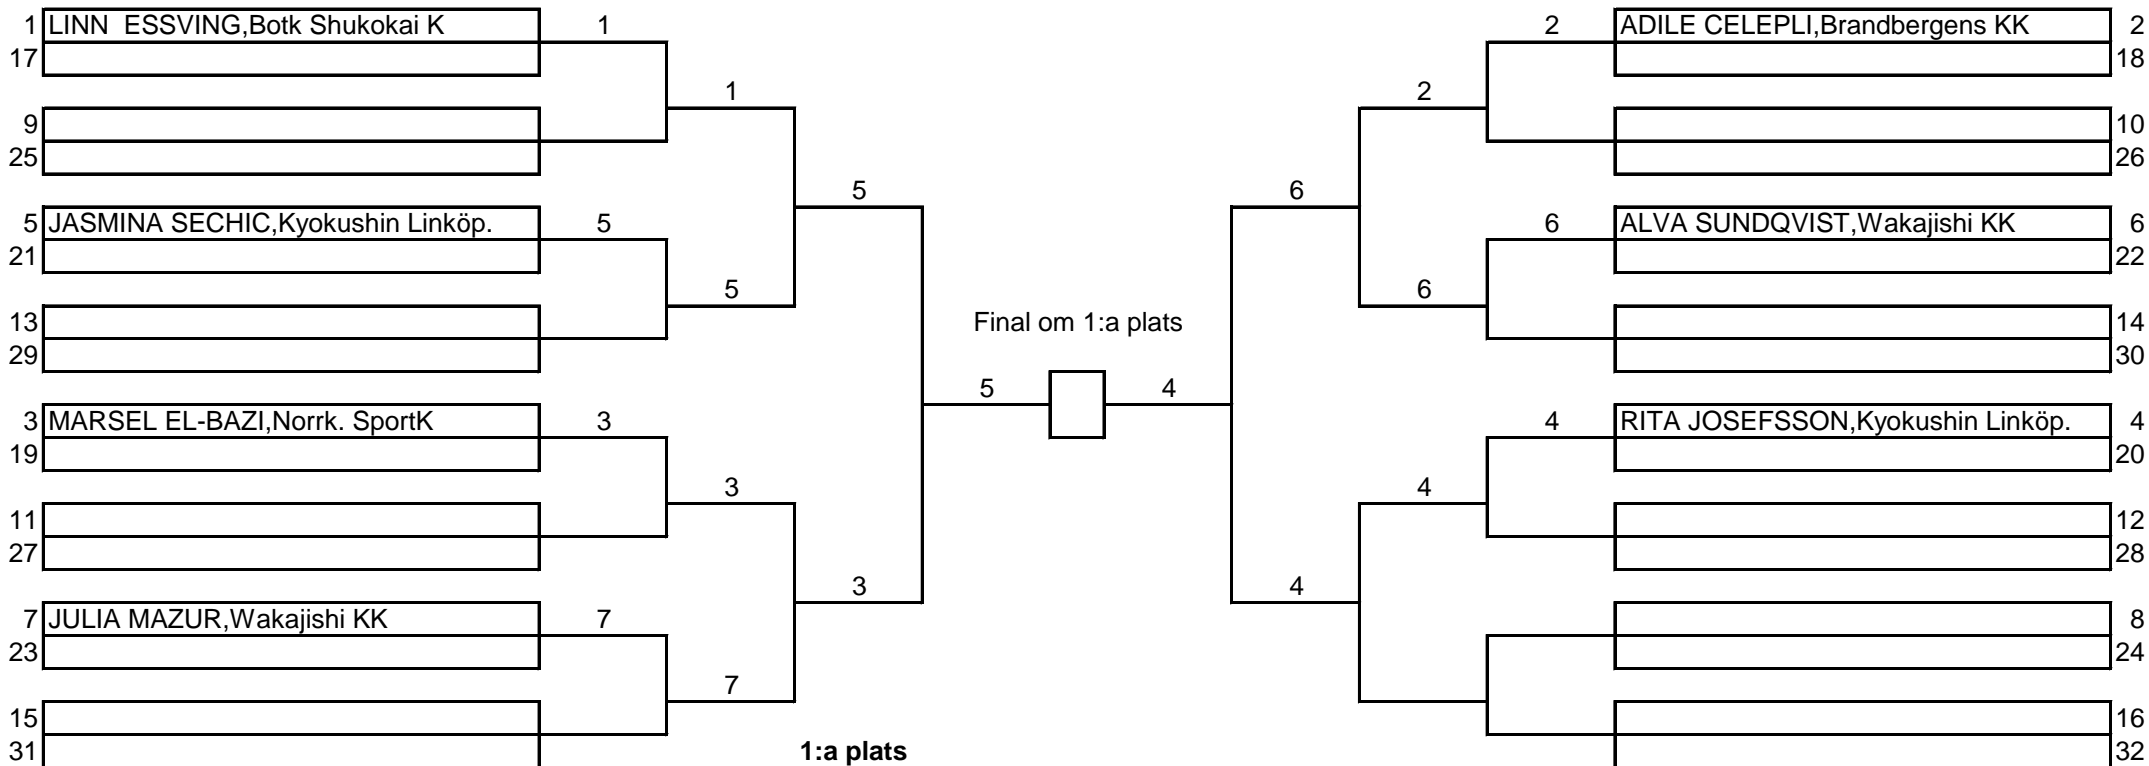 1 LINN  ESSVING,Botk Shukokai K 1 2 ADILE CELEPLI,Brandbergens KK 2
17 18
1 2
9 10
25 26
5 6
5 JASMINA SECHIC,Kyokushin Linköp. 5 6 ALVA SUNDQVIST,Wakajishi KK 6
21 22
5 6
13 Final om 1:a plats 14
29 30
5 4
3 MARSEL EL-BAZI,Norrk. SportK 3 4 RITA JOSEFSSON,Kyokushin Linköp. 4
19 20
3 4
11 12
27 28
3 4
7 JULIA MAZUR,Wakajishi KK 7 8
23 24
7
15 16
31 1:a plats 32